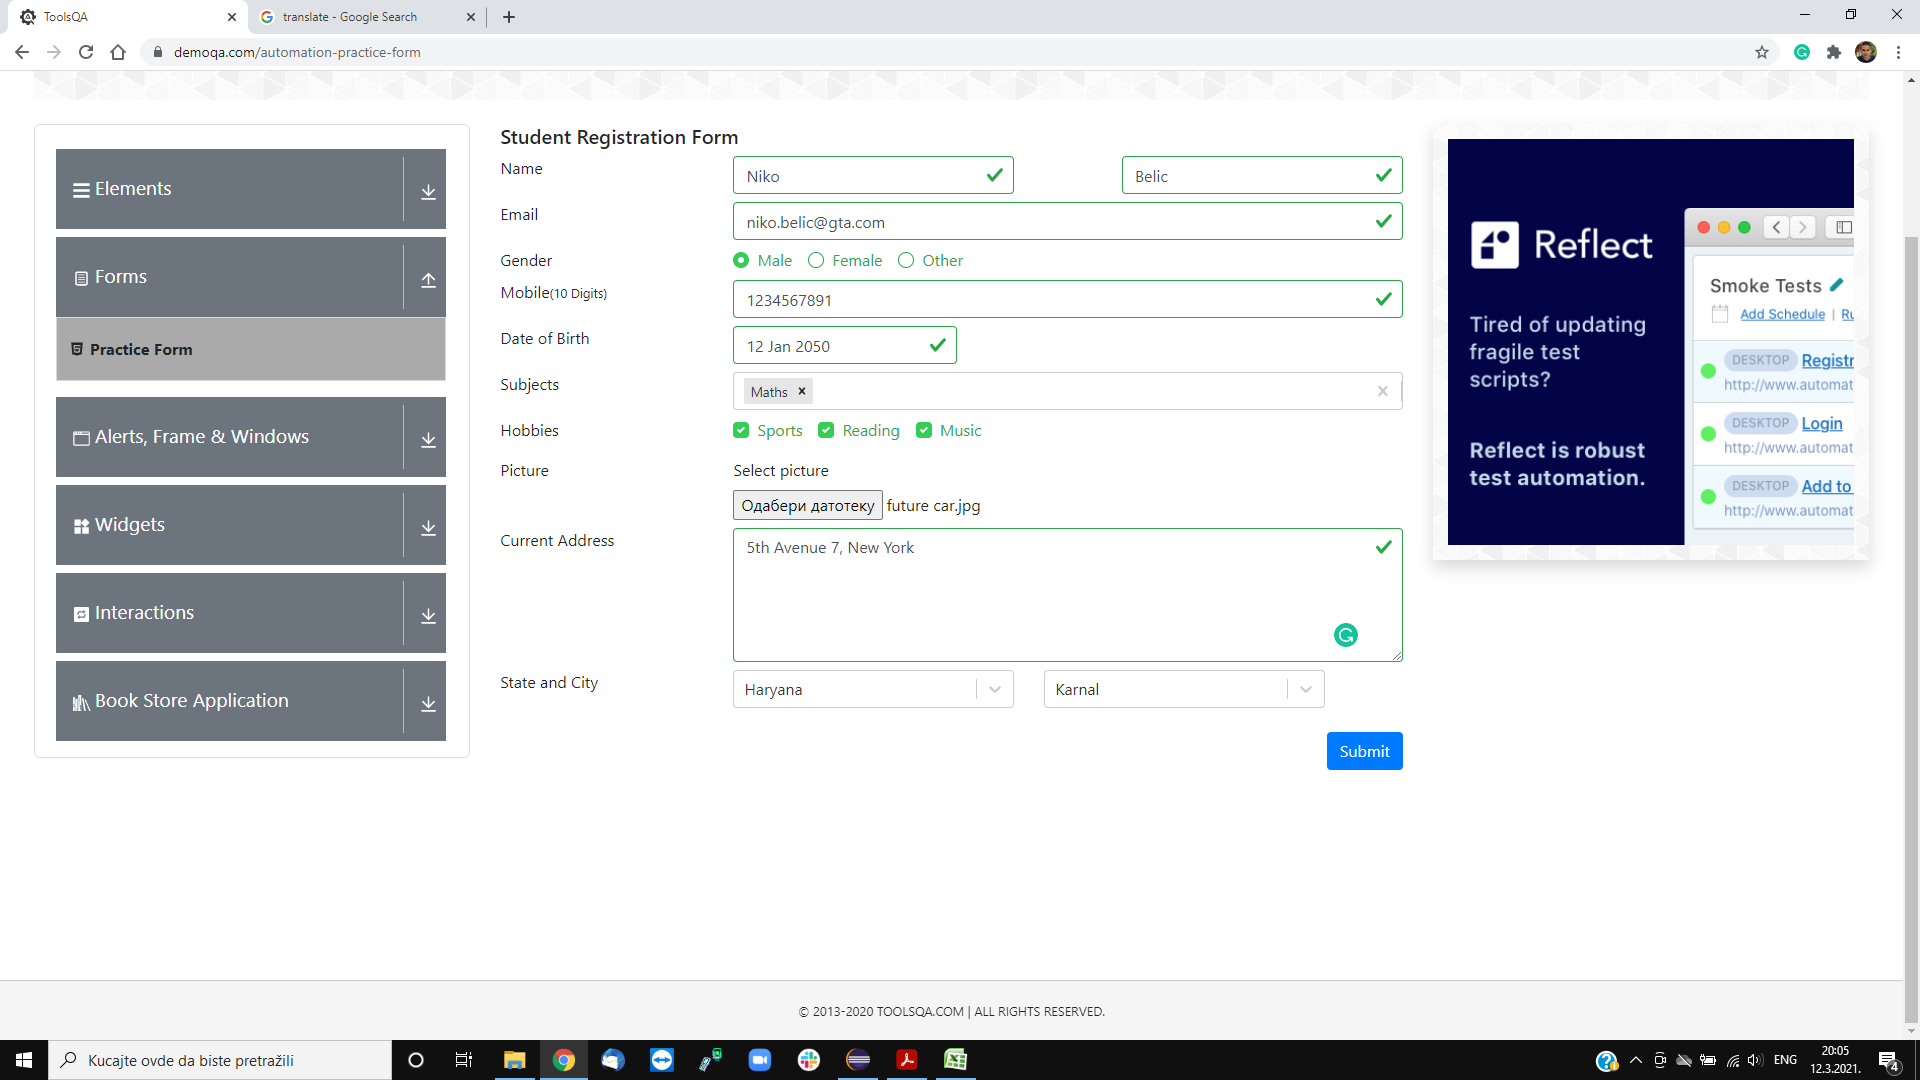 ToolsQA
translate - Google Search
demoqa.com/automation-practice-form
Elements
Forms
Practice Form
Alerts, Frame & Windows
Widgets
Interactions
Book Store Application
Student Registration Form
Name
Niko
Belic
Email
niko.belic@gta.com
Gender
Male
Female
Other
Mobile(10 Digits)
1234567891
Date of Birth
12 Jan 2050
Subjects
Maths
Hobbies
Sports
Reading
Music
Picture
Select picture
Одабери датотеку future car.jpg
Current Address
5th Avenue 7, New York
State and City
Haryana
Karnal
Submit
Reflect
Tired of updating
fragile test
scripts?
Reflect is robust
test automation.
Smoke Tests
Add Schedule | Ru
DESKTOP Registr
http://www.automat
DESKTOP Login
http://www.automat
DESKTOP Add to
http://www.automat
© 2013-2020 TOOLSQA.COM | ALL RIGHTS RESERVED.
Kucajte ovde da biste pretražili
ENG
20:05
12.3.2021.
4